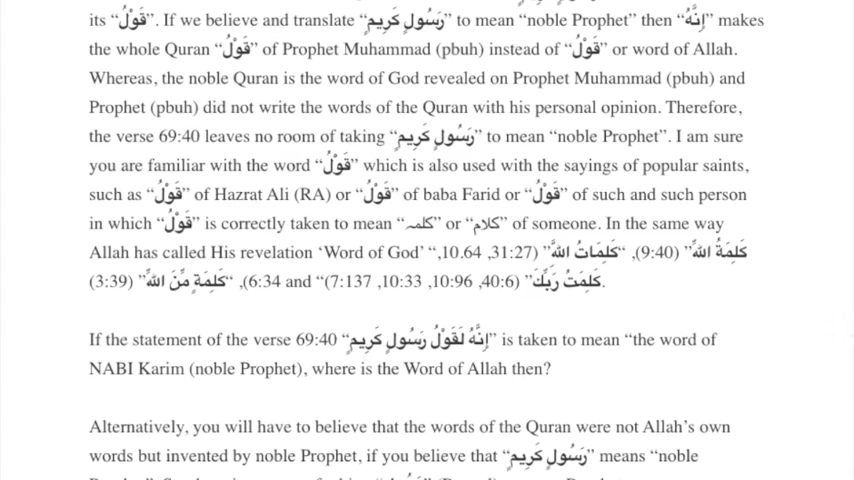 its “قَوْلُ”. If we believe and translate “رَسُولٍ كَرِيمٍ” to mean “noble Prophet” then “إِنَّهُ” makes
the whole Quran “قَوْلُ” of Prophet Muhammad (pbuh) instead of “قَوْلُ” or word of Allah.
Whereas, the noble Quran is the word of God revealed on Prophet Muhammad (pbuh) and
Prophet (pbuh) did not write the words of the Quran with his personal opinion. Therefore,
the verse 69:40 leaves no room of taking “رَسُولٍ كَرِيمٍ” to mean “noble Prophet”. I am sure
you are familiar with the word “قَوْلُ” which is also used with the sayings of popular saints,
such as “قَوْلُ” of Hazrat Ali (RA) or “قَوْلُ” of baba Farid or “قَوْلُ” of such and such person
in which “قَوْلُ” is correctly taken to mean “کلمہ” or “کلام” of someone. In the same way
Allah has called His revelation ‘Word of God’ “,10.64 ,31:27) ”كَلِمَاتُ اللَّهِ“ ,(9:40) ”كَلِمَةُ اللَّهِ
(3:39) ”كَلِمَةٍ مِّنَ اللَّهِ“ ,(6:34 and “(7:137 ,10:33 ,10:96 ,40:6) ”كَلِمَتُ رَبِّكَ.
If the statement of the verse 69:40 “إِنَّهُ لَقَوْلُ رَسُولٍ كَرِيمٍ” is taken to mean “the word of
NABI Karim (noble Prophet), where is the Word of Allah then?
Alternatively, you will have to believe that the words of the Quran were not Allah’s own
words but invented by noble Prophet, if you believe that “رَسُولٍ كَرِيمٍ” means “noble